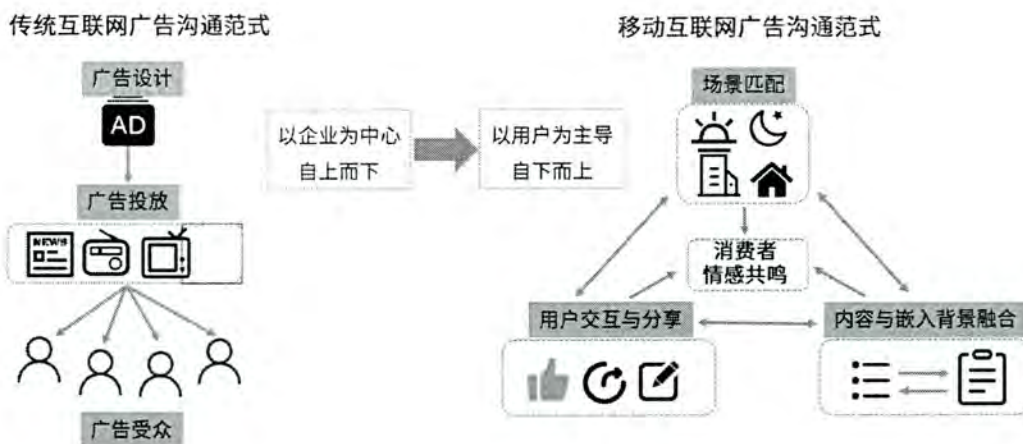 传统互联网广告沟通范式
移动互联网广告沟通范式
广告设计
AD
广告投放
NEWS
广告受众
以企业为中心
自上而下
以用户为主导
自下而上
场景匹配
消费者
情感共鸣
用户交互与分享
内容与嵌入背景融合